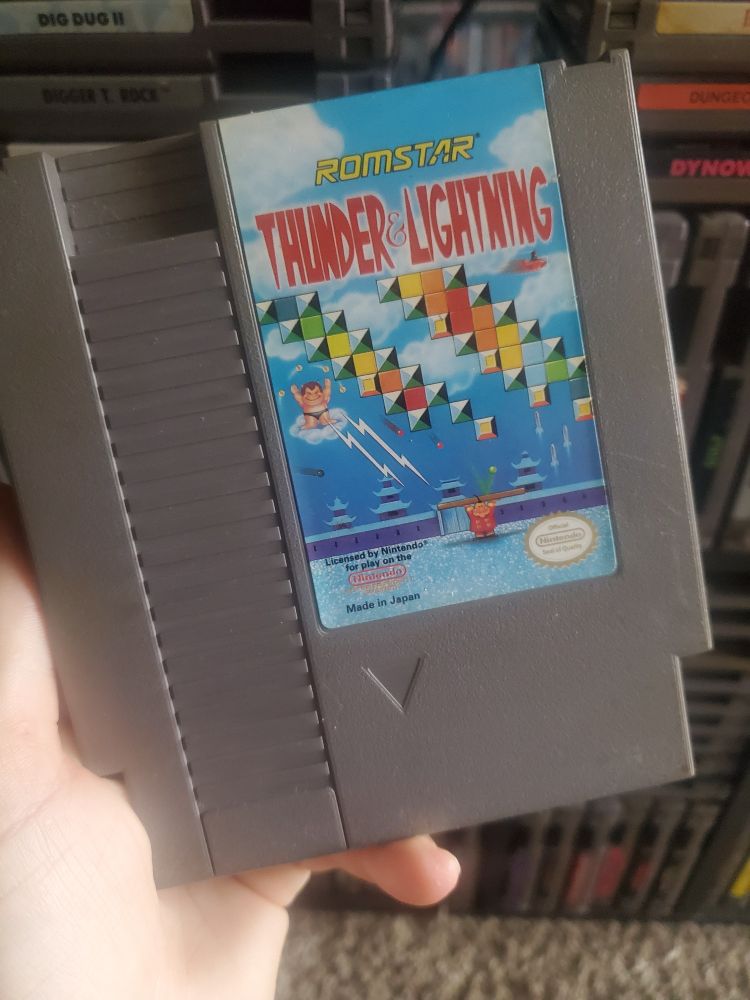 DIG DUG II
DIGGER T. ROCK
DUNGEO
DYNOW
ROMSTAR®
THUNDER & LIGHTNING
Licensed by Nintendo®
for play on the
Nintendo
Made in Japan
Official
Nintendo
Seal of Quality